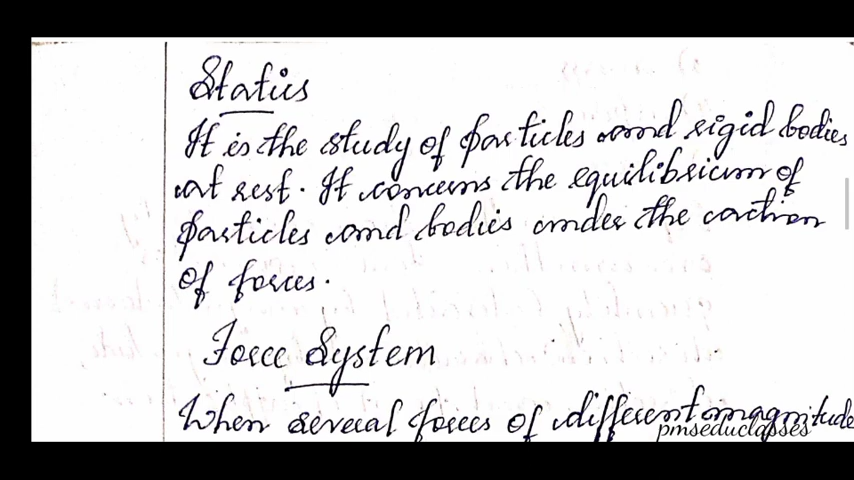 Statics
It is the study of particles and rigid bodies
at rest. It concerns the equilibrium of
particles and bodies under the action
of forces.
Force System
When several forces of different magnitude
pmseduclasses